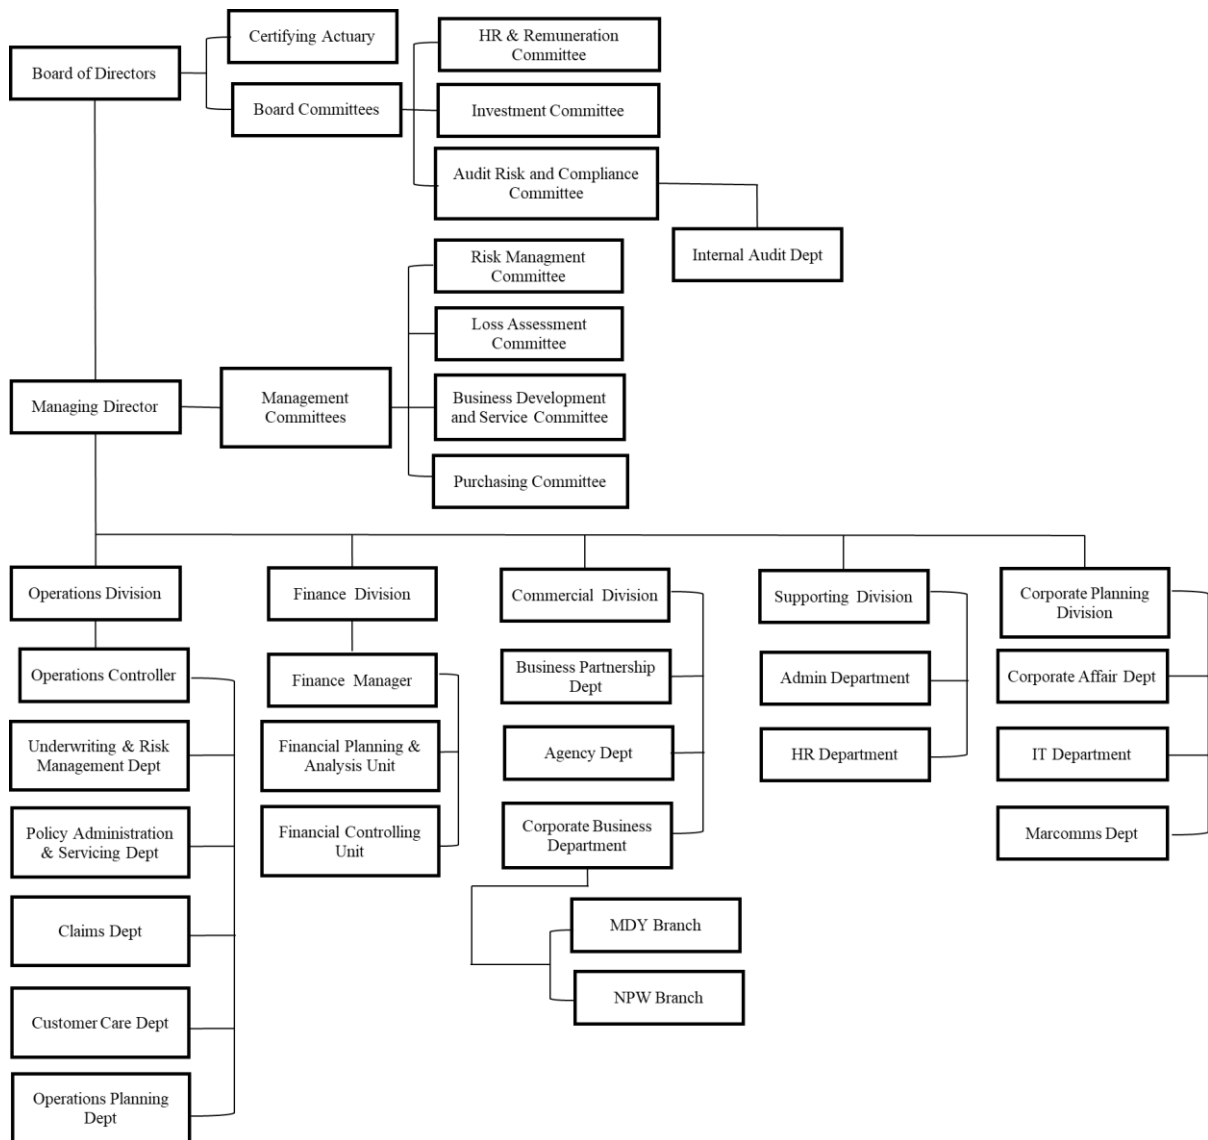 Board of Directors
Certifying Actuary
Board Committees
HR & Remuneration
Committee
Investment Committee
Audit Risk and Compliance
Committee
Internal Audit Dept
Managing Director
Management
Committees
Risk Managment
Committee
Loss Assessment
Committee
Business Development
and Service Committee
Purchasing Committee
Operations Division
Operations Controller
Underwriting & Risk
Management Dept
Policy Administration
& Servicing Dept
Claims Dept
Customer Care Dept
Operations Planning
Dept
Finance Division
Finance Manager
Financial Planning &
Analysis Unit
Financial Controlling
Unit
Commercial Division
Business Partnership
Dept
Agency Dept
Corporate Business
Department
MDY Branch
NPW Branch
Supporting Division
Admin Department
HR Department
Corporate Planning
Division
Corporate Affair Dept
IT Department
Marcomms Dept